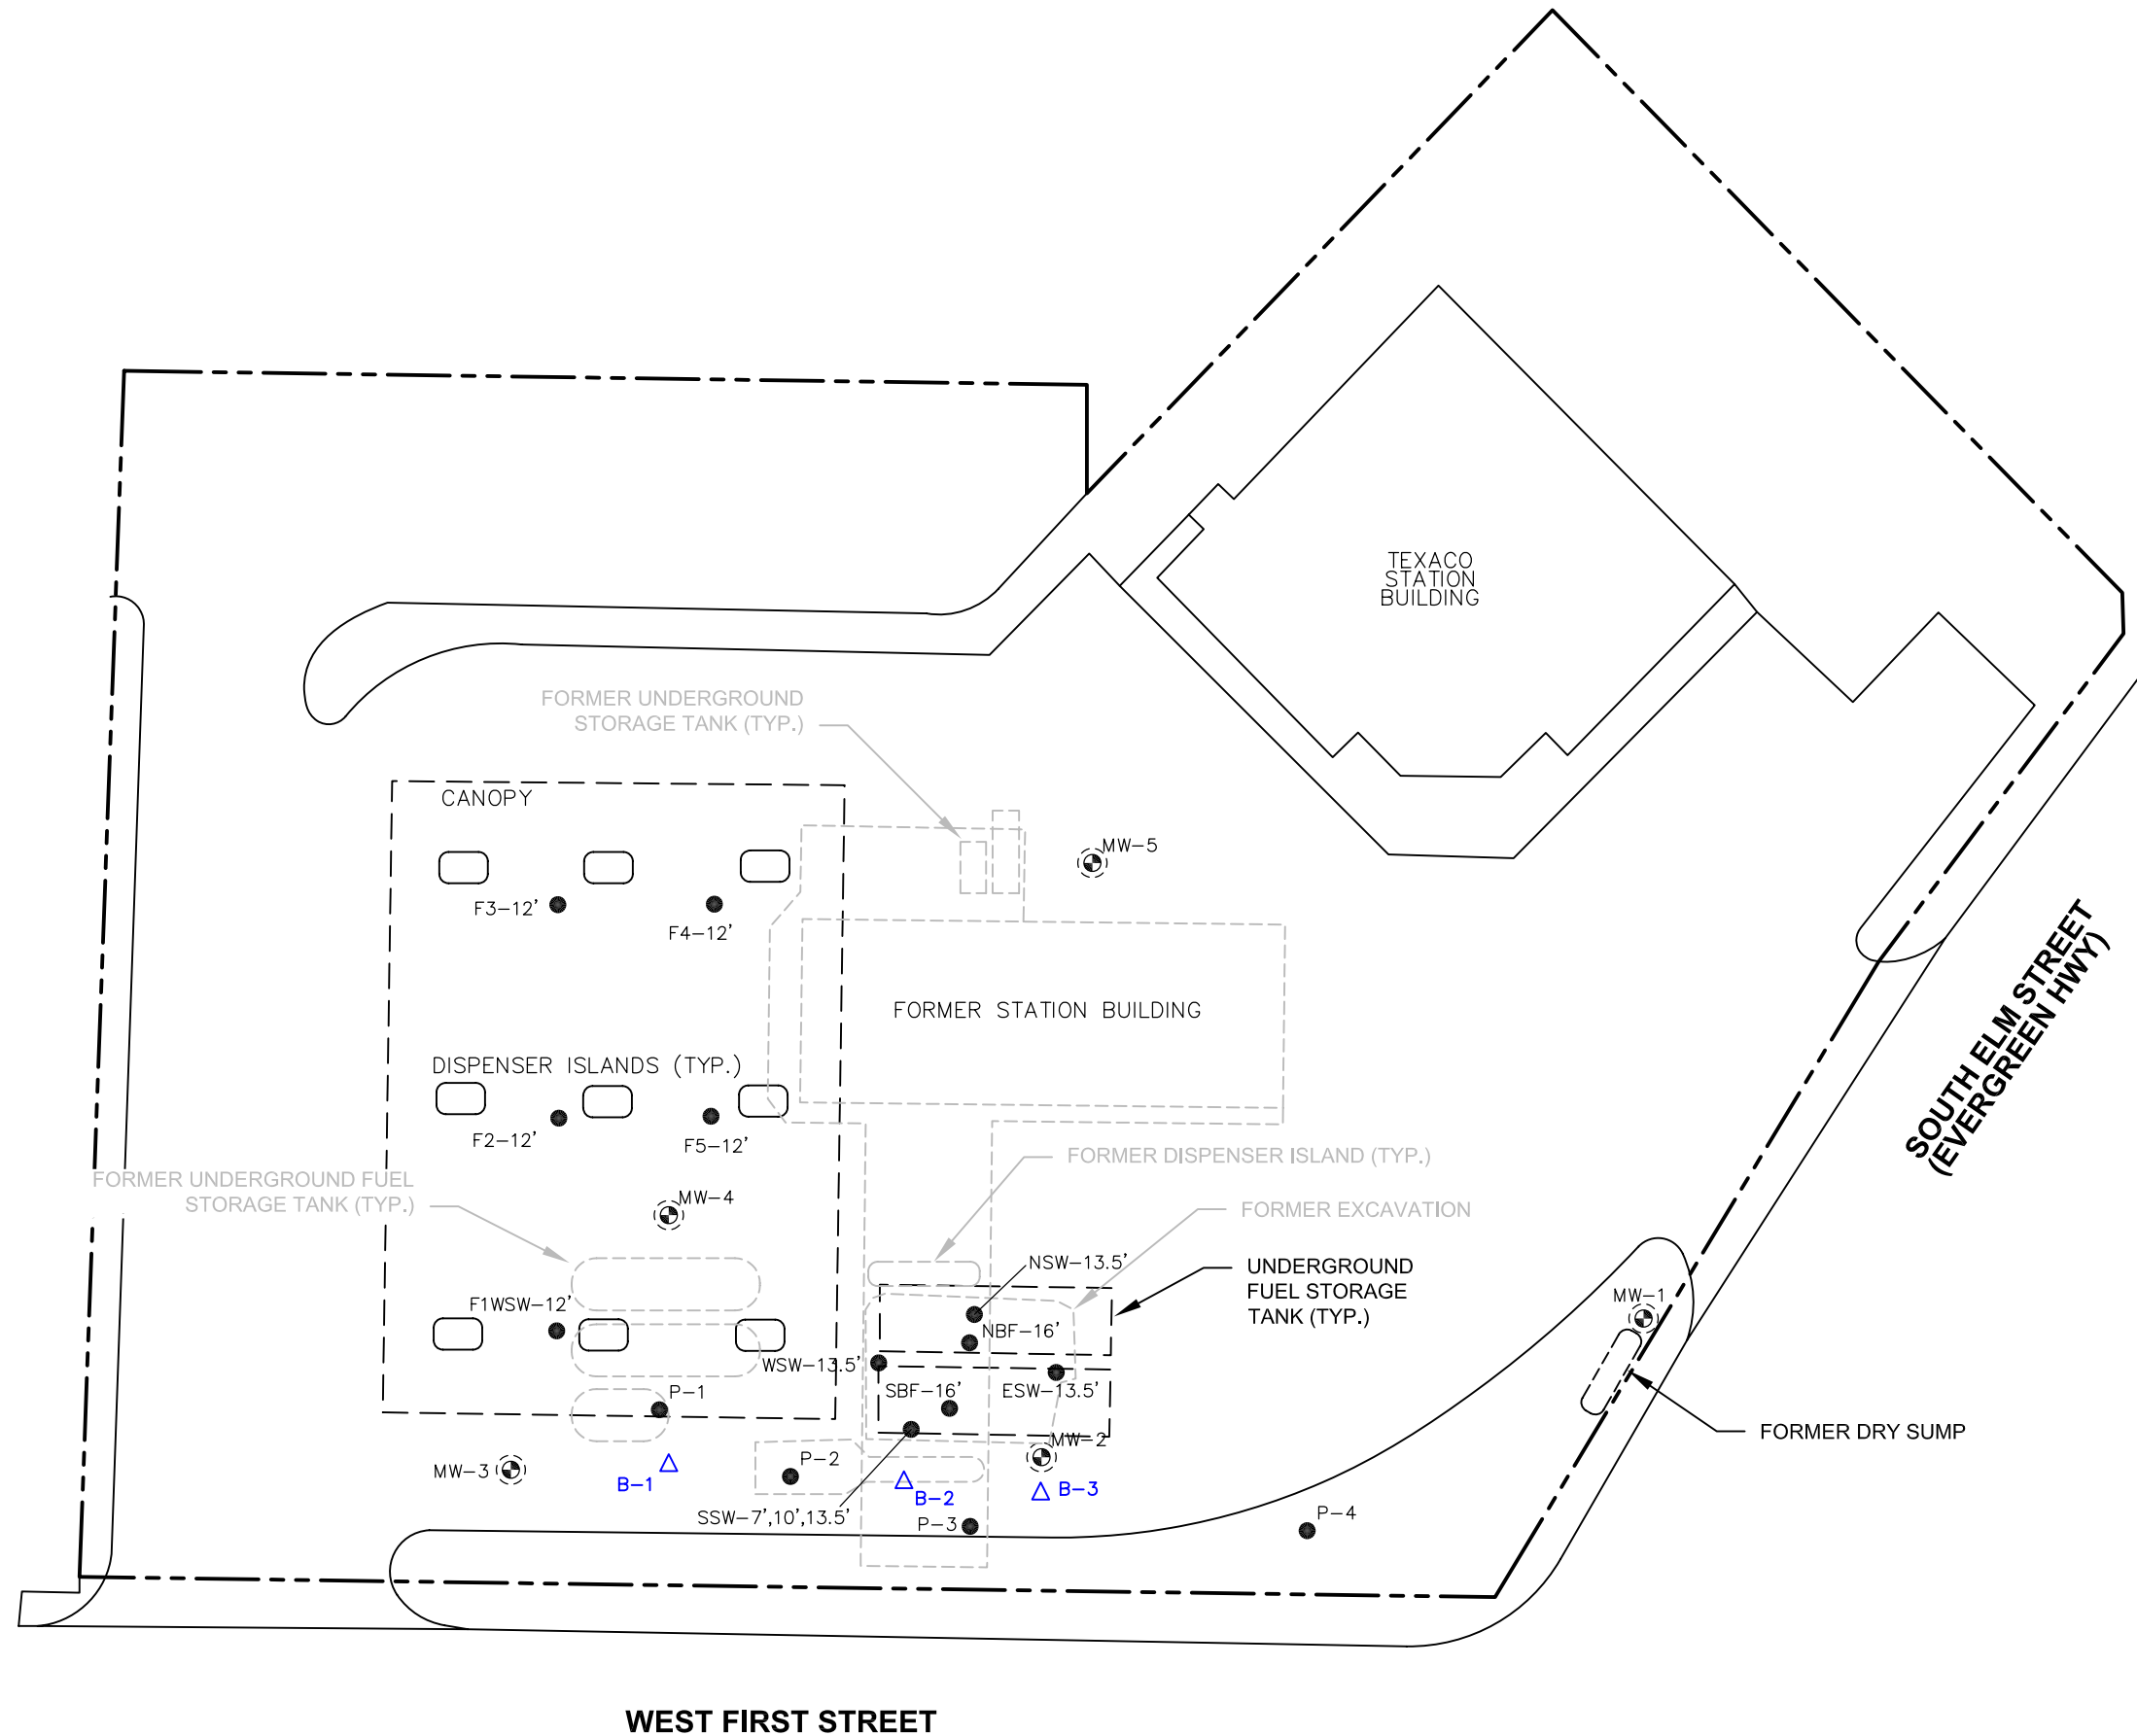 TEXACO
STATION
BUILDING
FORMER UNDERGROUND
STORAGE TANK (TYP.)
CANOPY
MW-5
F3-12'
F4-12'
SOUTH ELM STREET
(EVERGREEN HWY)
FORMER STATION BUILDING
DISPENSER ISLANDS (TYP.)
F2-12'
F5-12'
FORMER DISPENSER ISLAND (TYP.)
FORMER UNDERGROUND FUEL
STORAGE TANK (TYP.)
MW-4
FORMER EXCAVATION
NSW-13.5'
UNDERGROUND
FUEL STORAGE
TANK (TYP.)
MW-1
F1WSW-12'
NBF-16'
WSW-13.5'
SBF-16'
ESW-13.5'
P-1
FORMER DRY SUMP
MW-2
MW-3
P-2
B-1
B-2
B-3
SSW-7',10',13.5'
P-3
P-4
WEST FIRST STREET